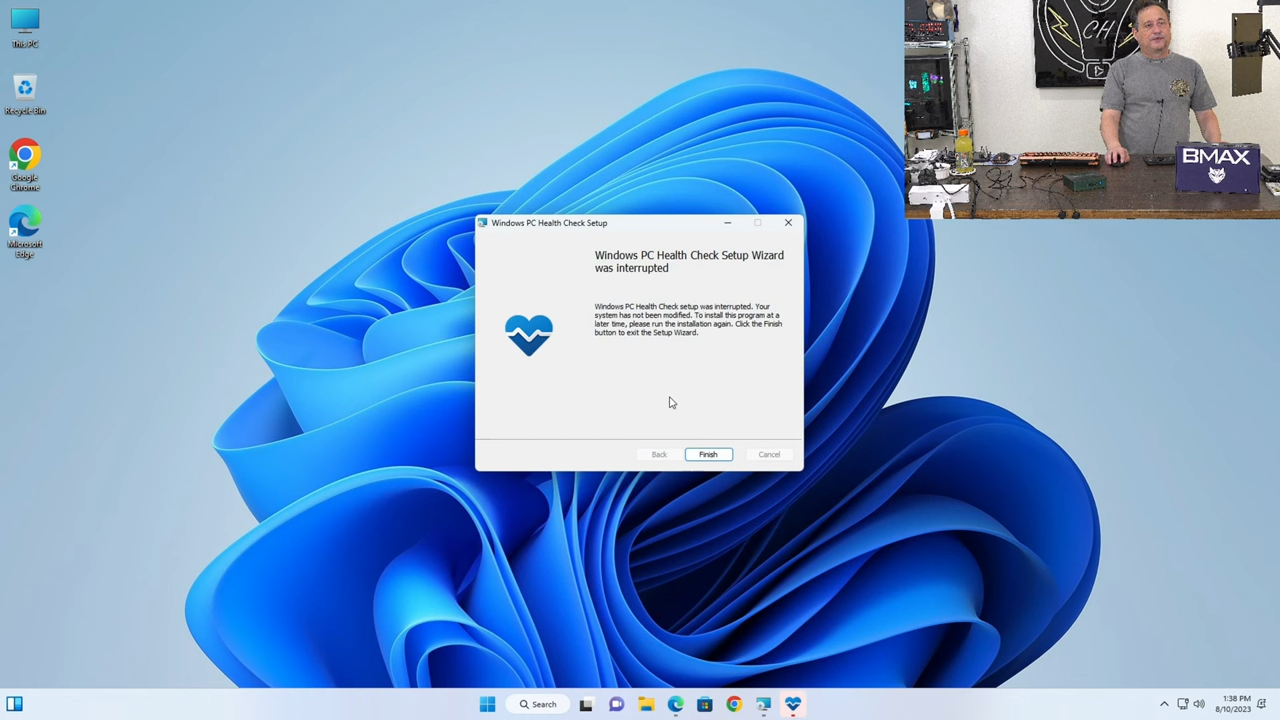 This PC
Recycle Bin
Google
Chrome
Microsoft
Edge
Windows PC Health Check Setup
Windows PC Health Check Setup Wizard
was interrupted
Windows PC Health Check setup was interrupted. Your
system has not been modified. To install this program at a
later time, please run the installation again. Click the Finish
button to exit the Setup Wizard.
Back
Finish
Cancel
CH
BMAX
Search
1:38 PM
8/10/2023